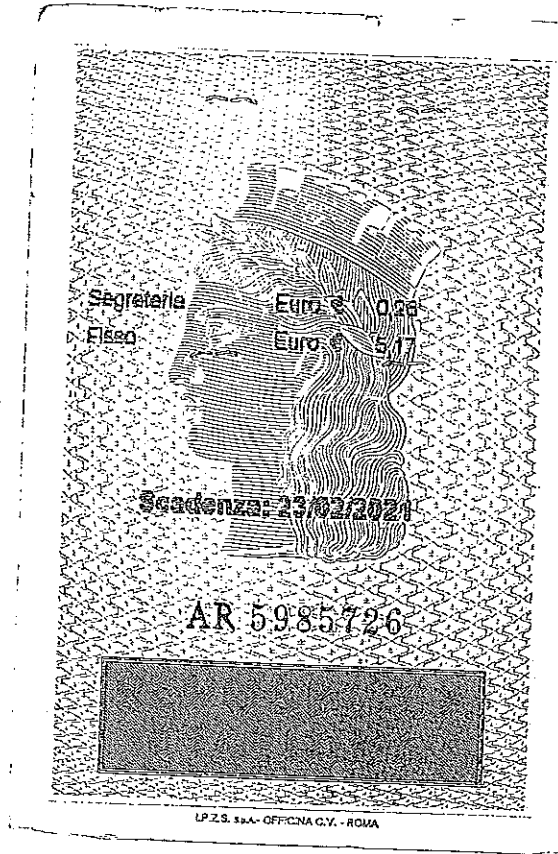 Segreteria Euro € 0,26
Fisso Euro € 5,17
Scadenza: 23/02/2021
AR 5985726
I.P.Z.S. S.p.A. - OFFICINA C.V. - ROMA